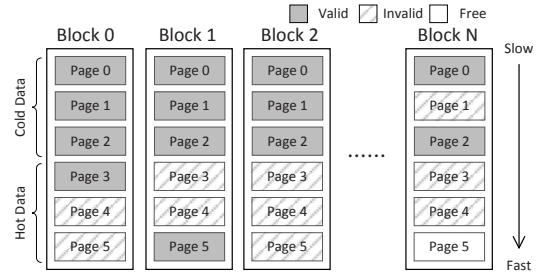 Valid Invalid Free
Block 0 Block 1 Block 2 Block N
Slow
Cold Data
Page 0 Page 0 Page 0 Page 0
Page 1 Page 1 Page 1 Page 1
Page 2 Page 2 Page 2 Page 2
......
Hot Data
Page 3 Page 3 Page 3 Page 3
Page 4 Page 4 Page 4 Page 4
Page 5 Page 5 Page 5 Page 5
Fast